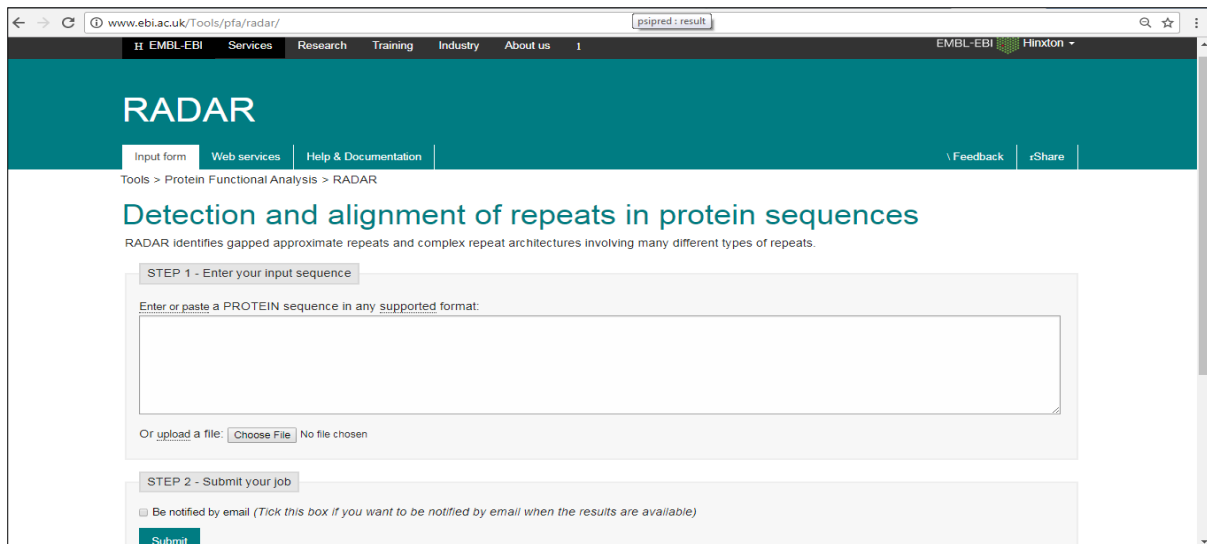 www.ebi.ac.uk/Tools/pfa/radar/
psipred : result
H EMBL-EBI Services Research Training Industry About us 1 EMBL-EBI Hinxton
RADAR
Input form Web services Help & Documentation \ Feedback rShare
Tools > Protein Functional Analysis > RADAR
Detection and alignment of repeats in protein sequences
RADAR identifies gapped approximate repeats and complex repeat architectures involving many different types of repeats.
STEP 1 - Enter your input sequence
Enter or paste a PROTEIN sequence in any supported format:
Or upload a file: Choose File No file chosen
STEP 2 - Submit your job
Be notified by email (Tick this box if you want to be notified by email when the results are available)
Submit